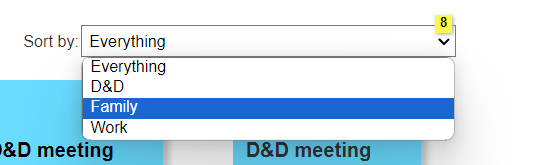 8
Sort by: Everything
Everything
D&D
Family
Work
D&D meeting D&D meeting